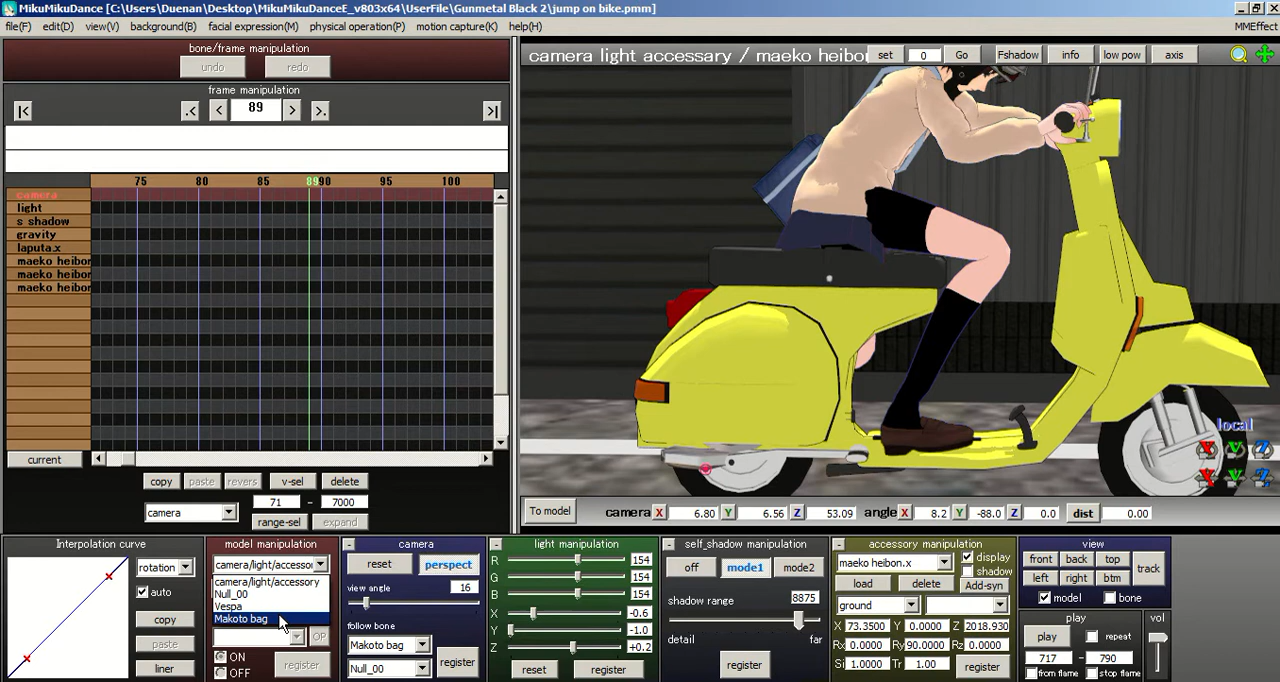 MikuMikuDance [C:\Users\Duenan\Desktop\MikuMikuDanceE_v803x64\UserFile\Gunmetal Black 2\jump on bike.pmm]
file(F) edit(D) view(V) background(B) facial expression(M) physical operation(P) motion capture(K) help(H) MMEffect
bone/frame manipulation
undo redo
frame manipulation
|< .< < 89 > >. >|
camera light accessary / maeko heibon set 0 Go Fshadow info low pow axis
75 80 85 89 90 95 100
camera
light
s shadow
gravity
laputa.x
maeko heibon
maeko heibon
maeko heibon
current
copy paste revers v-sel delete
camera 71 - 7000
range-sel expand
local
X Y Z
X Y Z
To model camera X 6.80 Y 6.56 Z 53.09 angle X 8.2 Y -88.0 Z 0.0 dist 0.00
Interpolation curve
rotation
auto
copy
paste
liner
model manipulation
camera/light/accessor
camera/light/accessory
Null_00
Vespa
Makoto bag
OP
ON
OFF
register
camera
reset perspect
view angle 16
follow bone
Makoto bag
Null_00
register
light manipulation
R 154
G 154
B 154
X -0.6
Y -1.0
Z +0.2
reset register
self_shadow manipulation
off mode1 mode2
shadow range 8875
detail far
register
accessory manipulation
maeko heibon.x display
shadow
load delete Add-syn
ground
X 73.3500 Y 0.0000 Z 2018.930
Rx 0.0000 Ry 90.0000 Rz 0.0000
Si 1.0000 Tr 1.00 register
view
front back top
left right btm
track
model bone
play
play repeat
717 - 790
from flame stop flame
vol